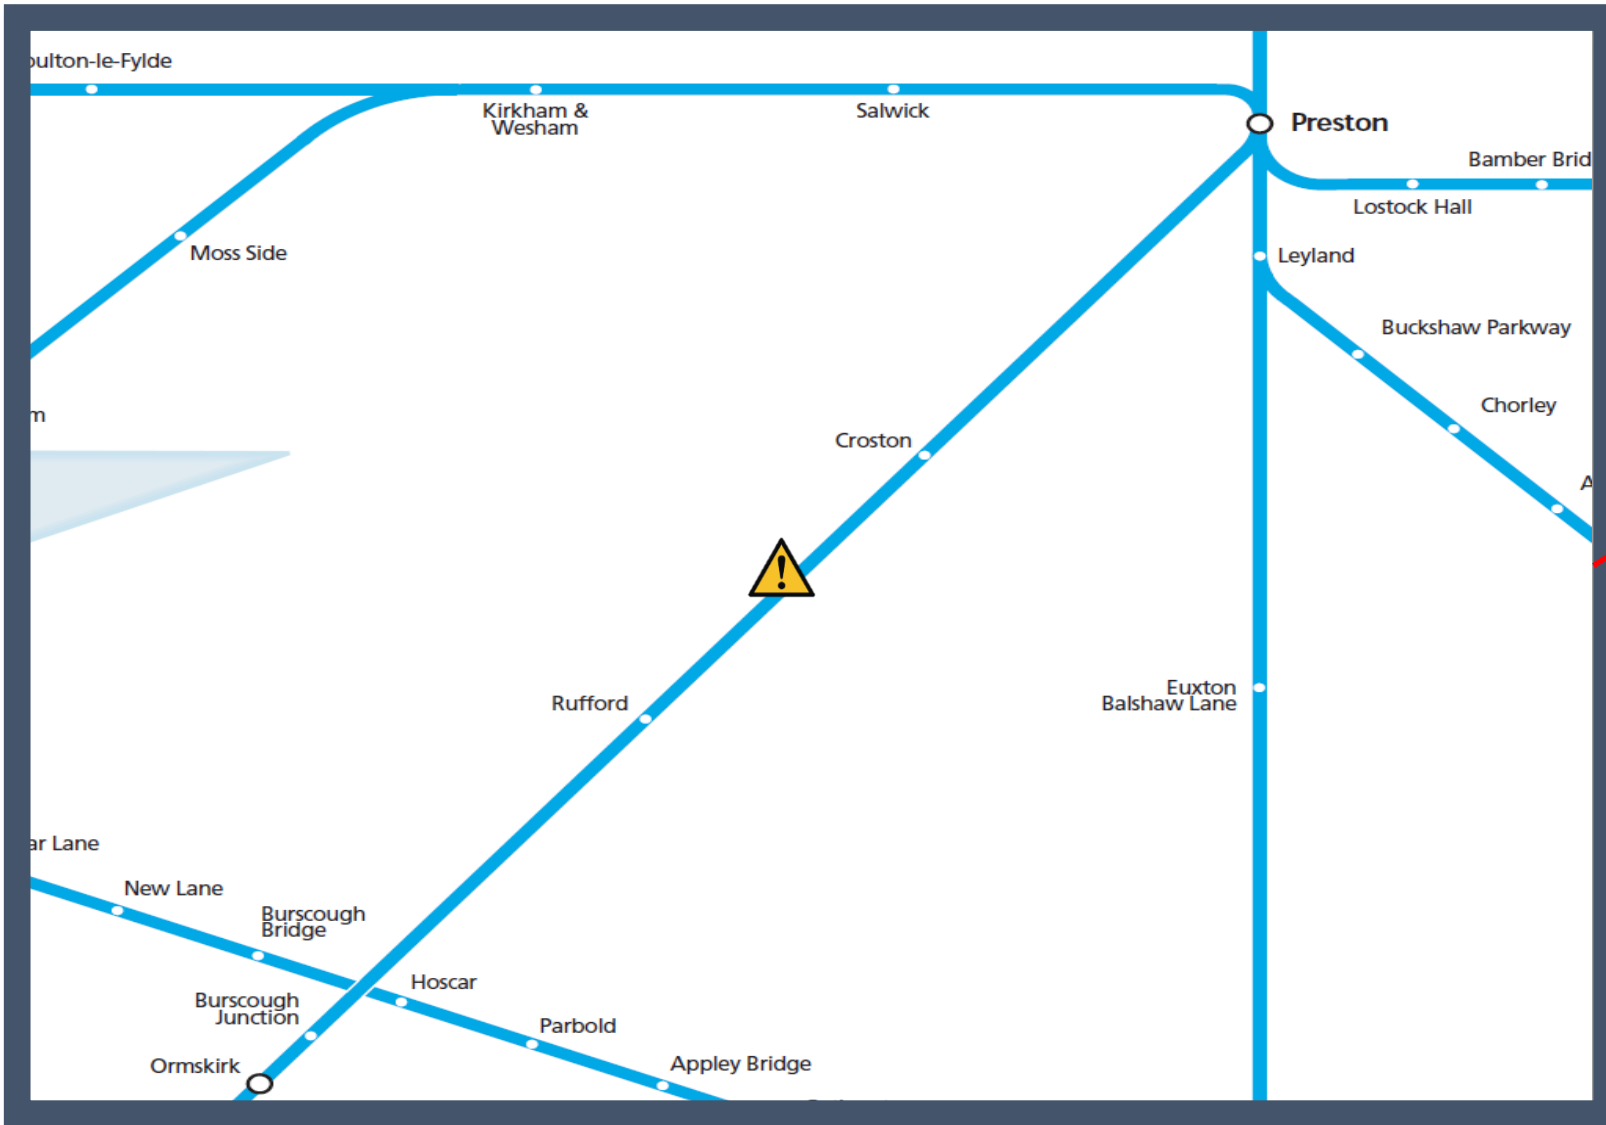 oulton-le-Fylde
Kirkham &
Wesham
Salwick
Preston
Bamber Brid
Lostock Hall
Moss Side
Leyland
Buckshaw Parkway
Chorley
m
Croston
A
!
Rufford
Euxton
Balshaw Lane
ar Lane
New Lane
Burscough
Bridge
Hoscar
Burscough
Junction
Parbold
Ormskirk
Appley Bridge